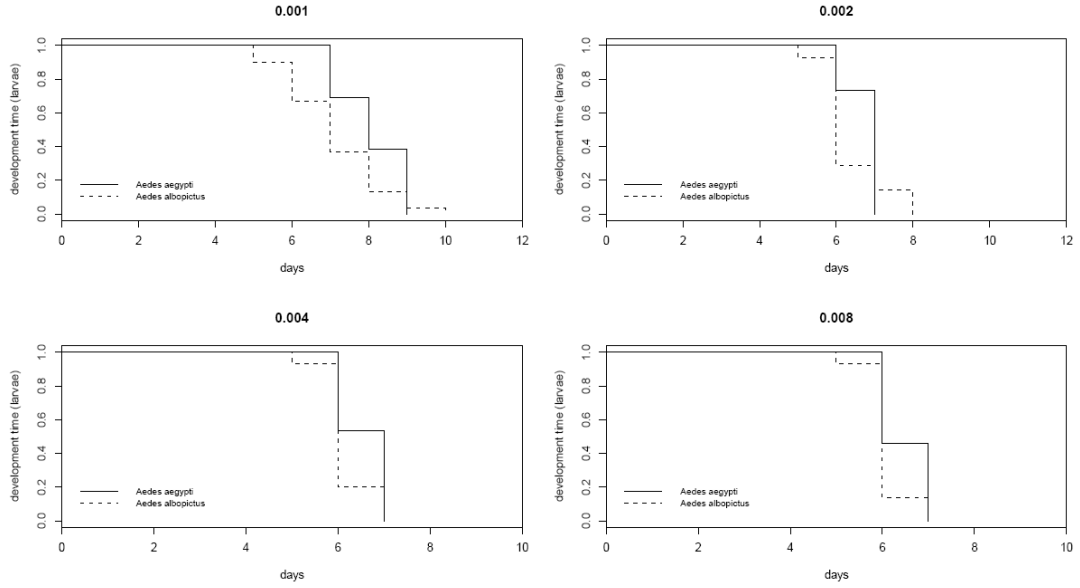 0.001
development time (larvae)
1.0
0.8
0.6
0.4
0.2
0.0
Aedes aegypti
Aedes albopictus
0 2 4 6 8 10 12
days
0.002
development time (larvae)
1.0
0.8
0.6
0.4
0.2
0.0
Aedes aegypti
Aedes albopictus
0 2 4 6 8 10 12
days
0.004
development time (larvae)
1.0
0.8
0.6
0.4
0.2
0.0
Aedes aegypti
Aedes albopictus
0 2 4 6 8 10
days
0.008
development time (larvae)
1.0
0.8
0.6
0.4
0.2
0.0
Aedes aegypti
Aedes albopictus
0 2 4 6 8 10
days